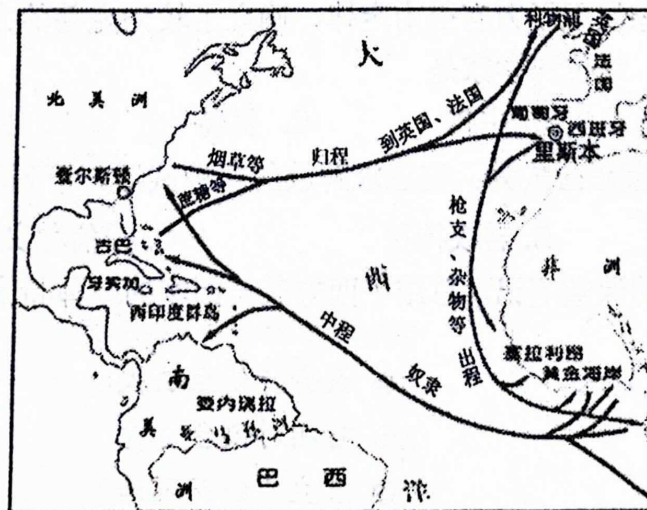 利物浦
大
英国
法国
北美洲
到英国、法国
葡萄牙
西班牙
里斯本
烟草等
归程
查尔斯顿
蔗糖等
枪支、杂物等
古巴
西
非洲
牙买加
西印度群岛
中程
出程
塞拉利昂
黄金海岸
奴隶
南
委内瑞拉
美
洲
巴西
洋